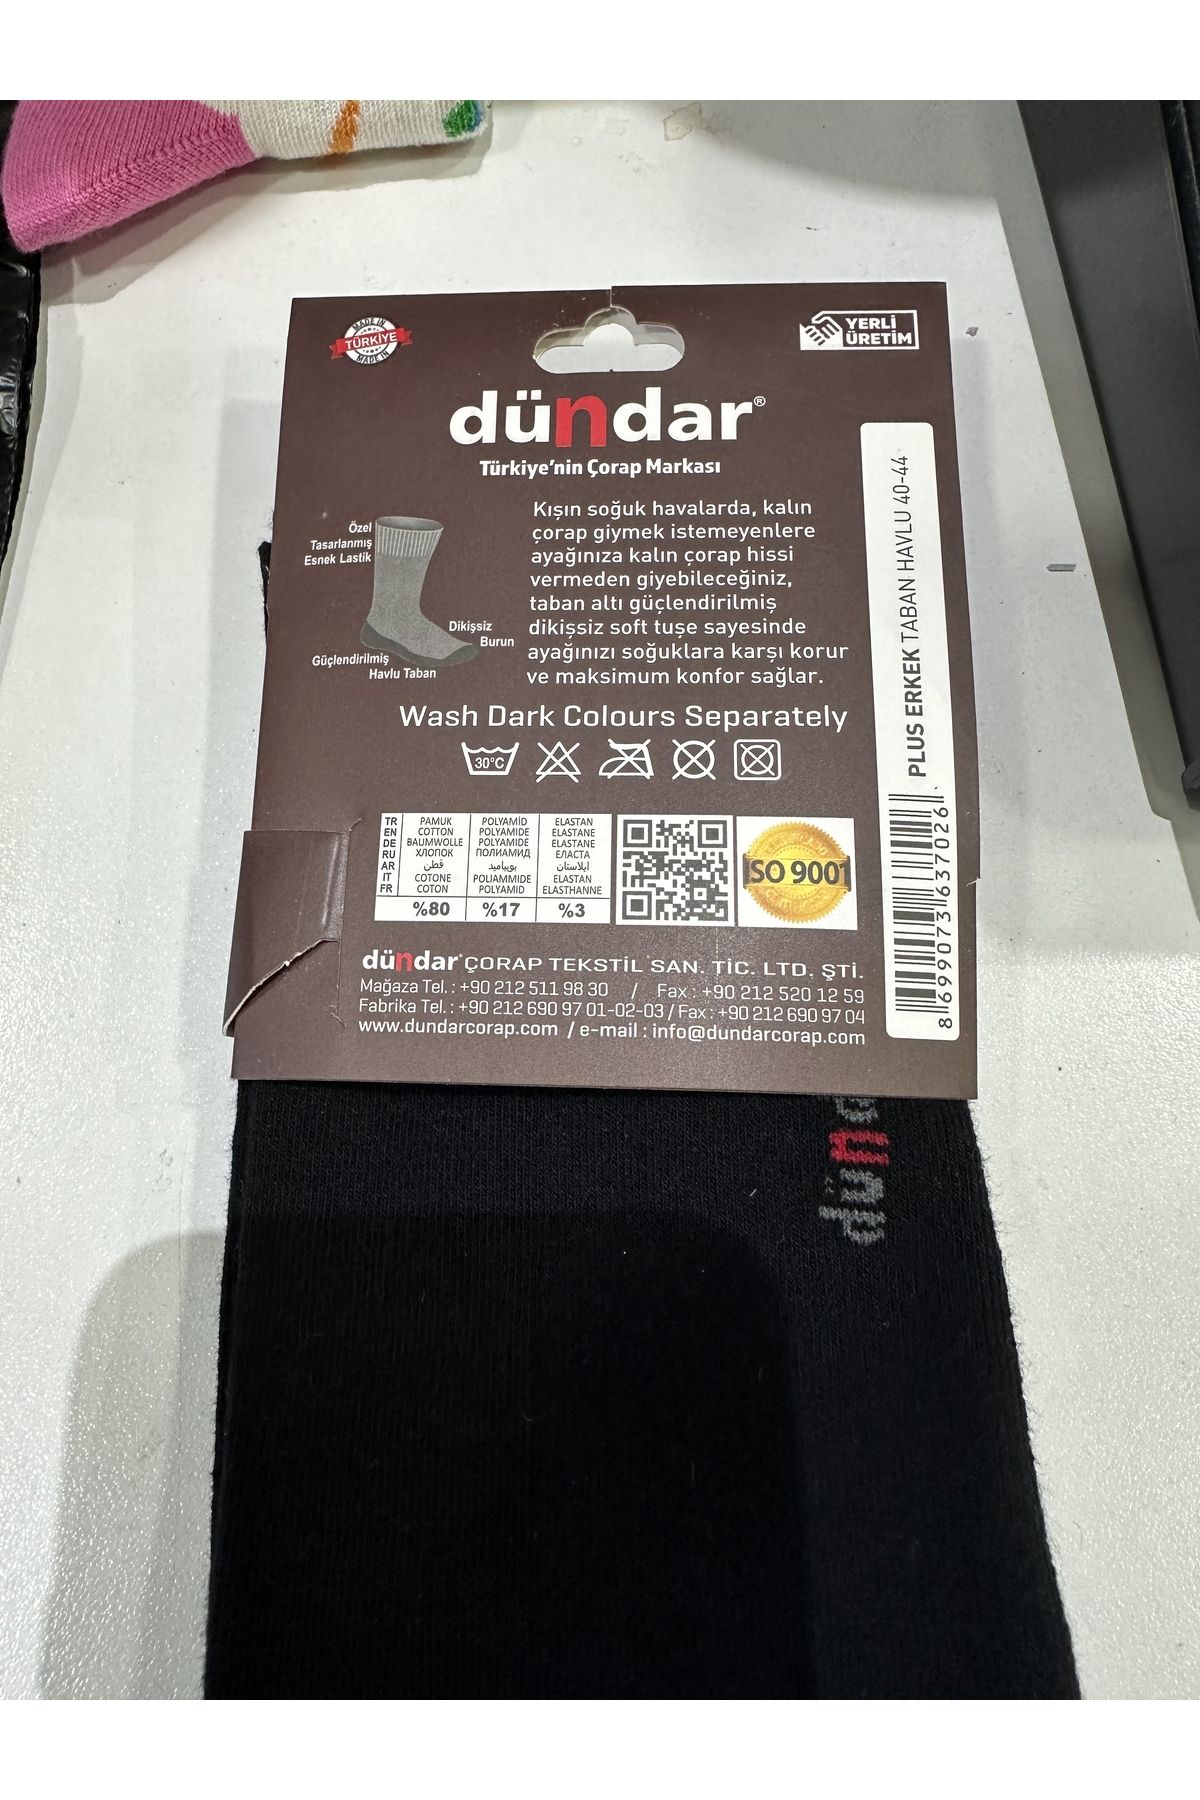 MADE IN
TÜRKİYE
MADE IN
YERLİ
ÜRETİM
dündar®
Türkiye'nin Çorap Markası
Özel
Tasarlanmış
Esnek Lastik
Dikişsiz
Burun
Güçlendirilmiş
Havlu Taban
Kışın soğuk havalarda, kalın
çorap giymek istemeyenlere
ayağınıza kalın çorap hissi
vermeden giyebileceğiniz,
taban altı güçlendirilmiş
dikişsiz soft tuşe sayesinde
ayağınızı soğuklara karşı korur
ve maksimum konfor sağlar.
Wash Dark Colours Separately
30°C
TR PAMUK POLYAMİD ELASTAN
EN COTTON POLYAMIDE ELASTANE
DE BAUMWOLLE POLYAMIDE ELASTANE
RU ХЛОПОК ПОЛИАМИД ЕЛАСТА
AR قطن بويياميد ايلاستان
IT COTONE POLIAMMIDE ELASTAN
FR COTON POLYAMID ELASTHANNE
%80 %17 %3
ISO 9001
dündar ÇORAP TEKSTİL SAN. TİC. LTD. ŞTİ.
Mağaza Tel. : +90 212 511 98 30 / Fax : +90 212 520 12 59
Fabrika Tel. : +90 212 690 97 01-02-03 / Fax : +90 212 690 97 04
www.dundarcorap.com / e-mail : info@dundarcorap.com
PLUS ERKEK TABAN HAVLU 40-44
8699073637026
dün